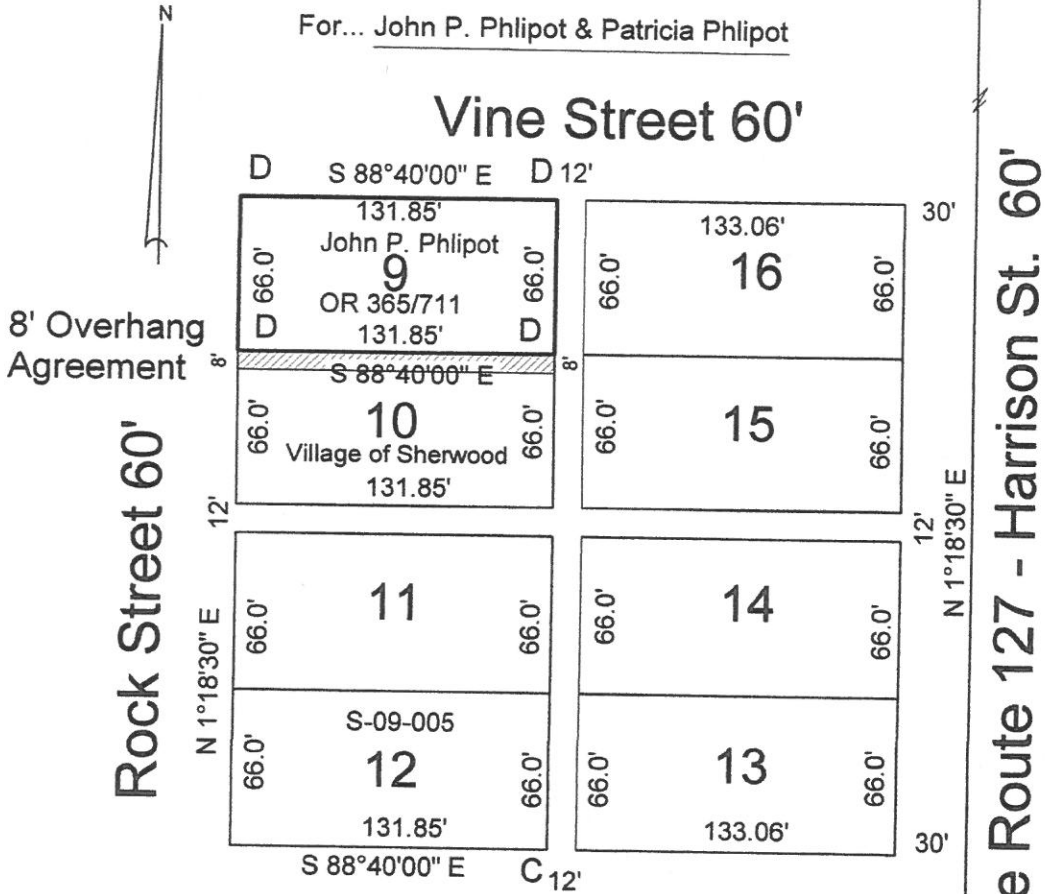 N
For... John P. Phlipot & Patricia Phlipot
Vine Street 60'
D
S 88°40'00" E
D 12'
131.85'
133.06'
30'
John P. Phlipot
9
16
66.0'
66.0'
66.0'
66.0'
OR 365/711
8' Overhang
Agreement
D
131.85'
D
8'
8'
S 88°40'00" E
10
15
66.0'
66.0'
66.0'
66.0'
Village of Sherwood
131.85'
12'
12'
N 1°18'30" E
Rock Street 60'
11
14
66.0'
66.0'
66.0'
66.0'
N 1°18'30" E
S-09-005
12
13
66.0'
66.0'
66.0'
66.0'
131.85'
133.06'
30'
S 88°40'00" E
C 12'
e Route 127 - Harrison St. 60'